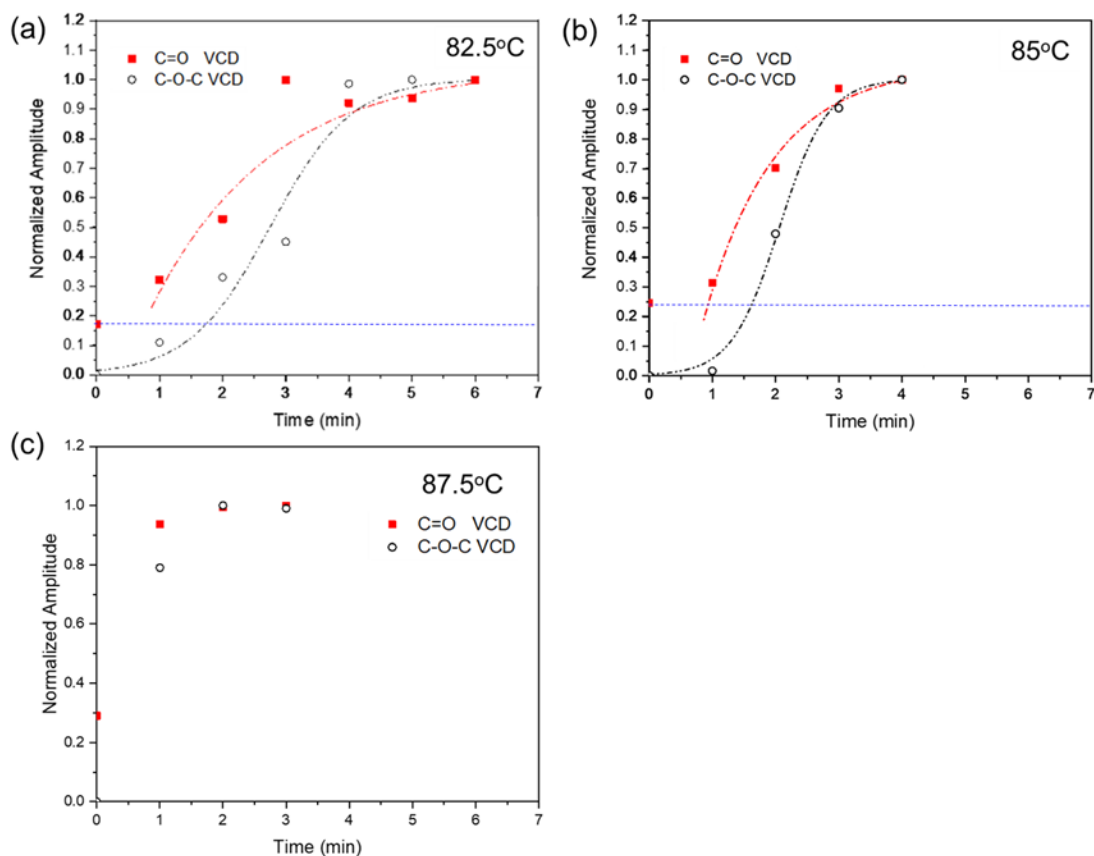 (a)
82.5°C
C=O VCD
C-O-C VCD
Normalized Amplitude
1.2
1.1
1.0
0.9
0.8
0.7
0.6
0.5
0.4
0.3
0.2
0.1
0.0
0 1 2 3 4 5 6 7
Time (min)
(b)
85°C
C=O VCD
C-O-C VCD
Normalized Amplitude
1.2
1.1
1.0
0.9
0.8
0.7
0.6
0.5
0.4
0.3
0.2
0.1
0.0
0 1 2 3 4 5 6 7
Time (min)
(c)
87.5°C
C=O VCD
C-O-C VCD
Normalized Amplitude
1.2
1.0
0.8
0.6
0.4
0.2
0.0
0 1 2 3 4 5 6 7
Time (min)